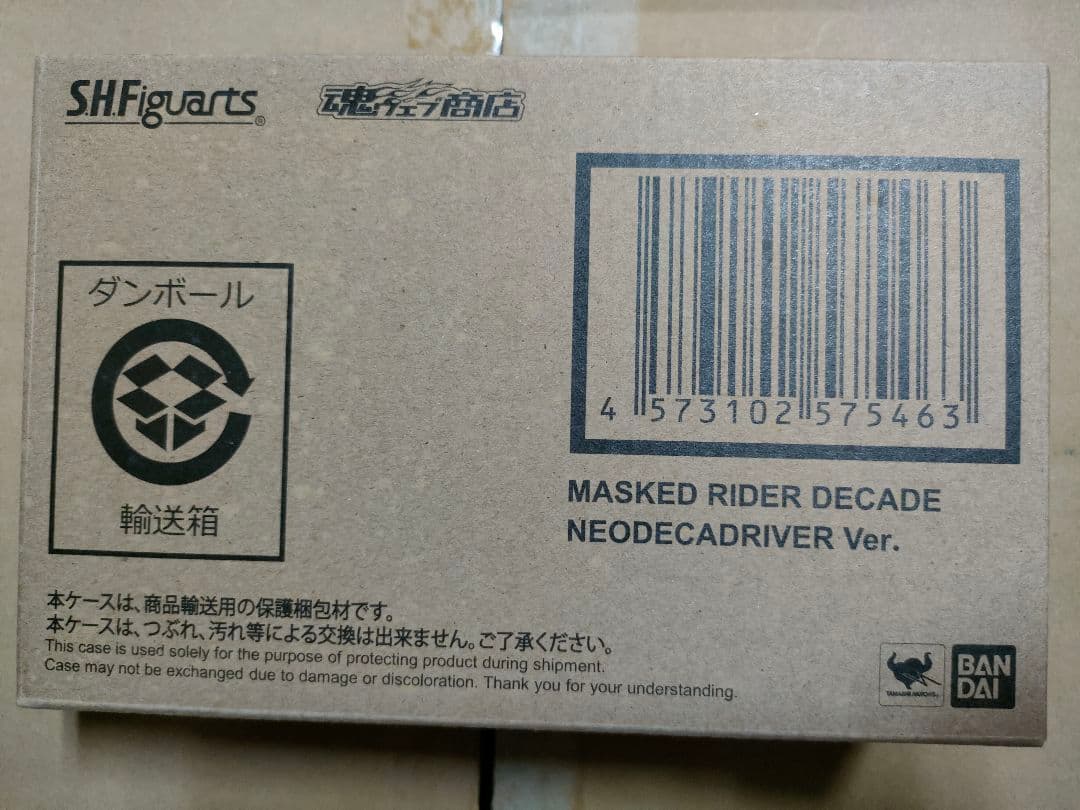 S.H.Figuarts®
魂ウェブ商店
ダンボール
輸送箱
4 573102 575463
MASKED RIDER DECADE
NEODECADRIVER Ver.
本ケースは、商品輸送用の保護梱包材です。
本ケースは、つぶれ、汚れ等による交換は出来ません。ご了承ください。
This case is used solely for the purpose of protecting product during shipment.
Case may not be exchanged due to damage or discoloration. Thank you for your understanding.
TAMASHII NATIONS
BAN
DAI